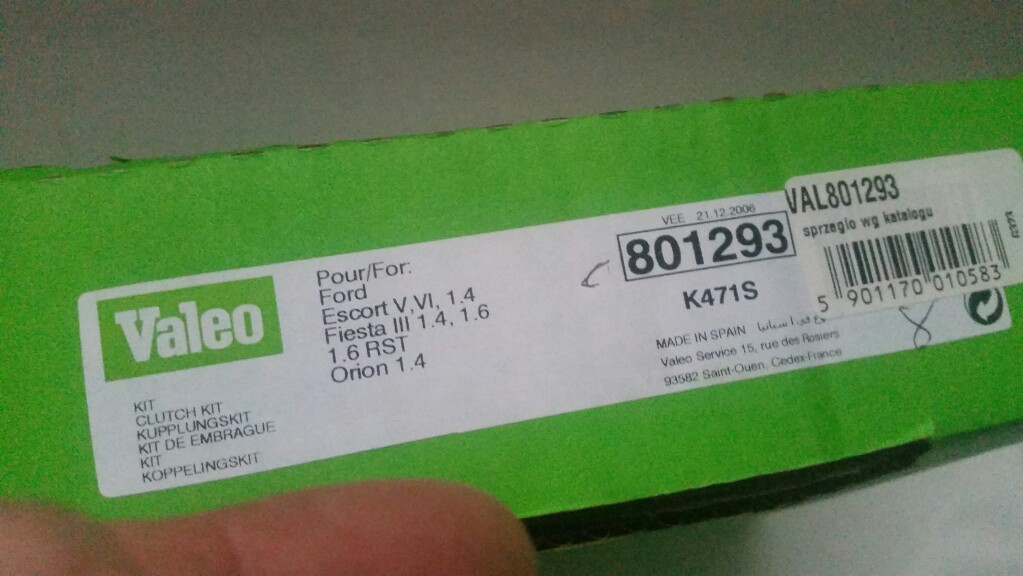 Valeo
KIT
CLUTCH KIT
KUPPLUNGSKIT
KIT DE EMBRAGUE
KIT
KOPPELINGSKIT
Pour/For:
Ford
Escort V,VI, 1.4
Fiesta III 1.4, 1.6
1.6 RST
Orion 1.4
VEE 21.12.2006
801293
K471S
MADE IN SPAIN
Valeo Service 15, rue des Rosiers
93582 Saint-Ouen. Cedex-France
VAL801293
sprzeglo wg katalogu
5 901170 010583